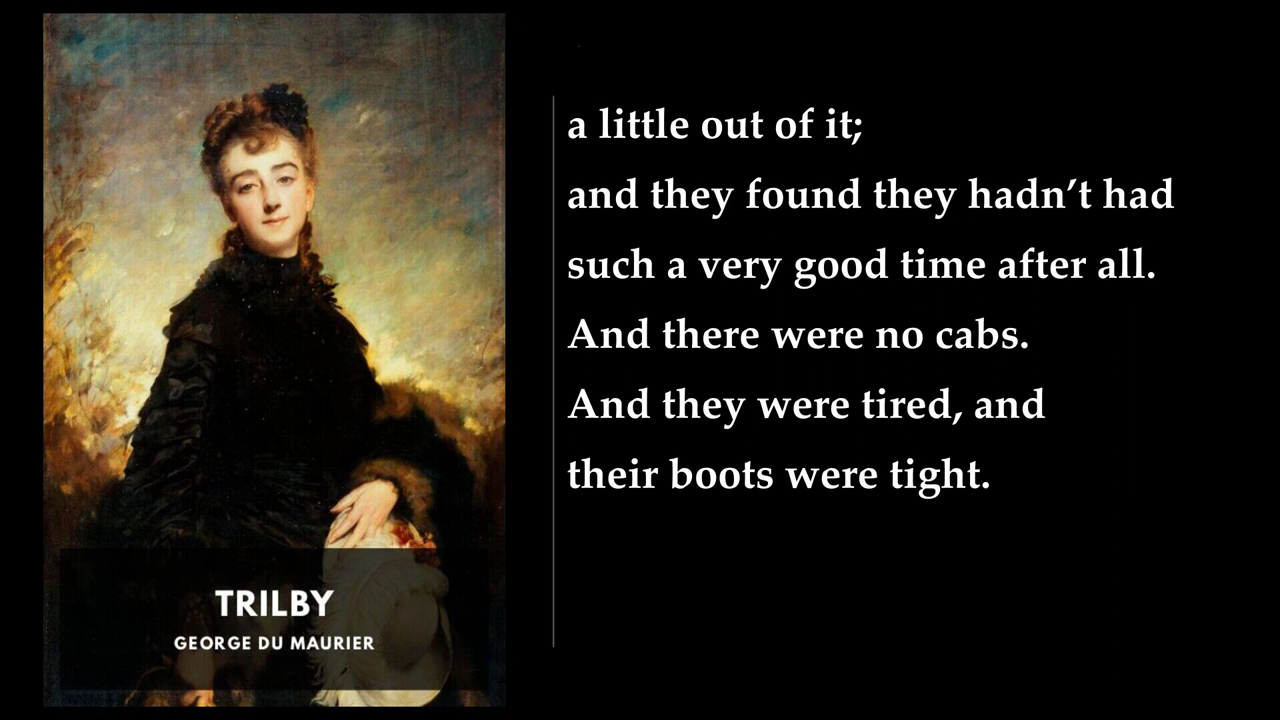 TRILBY
GEORGE DU MAURIER
a little out of it;
and they found they hadn’t had
such a very good time after all.
And there were no cabs.
And they were tired, and
their boots were tight.